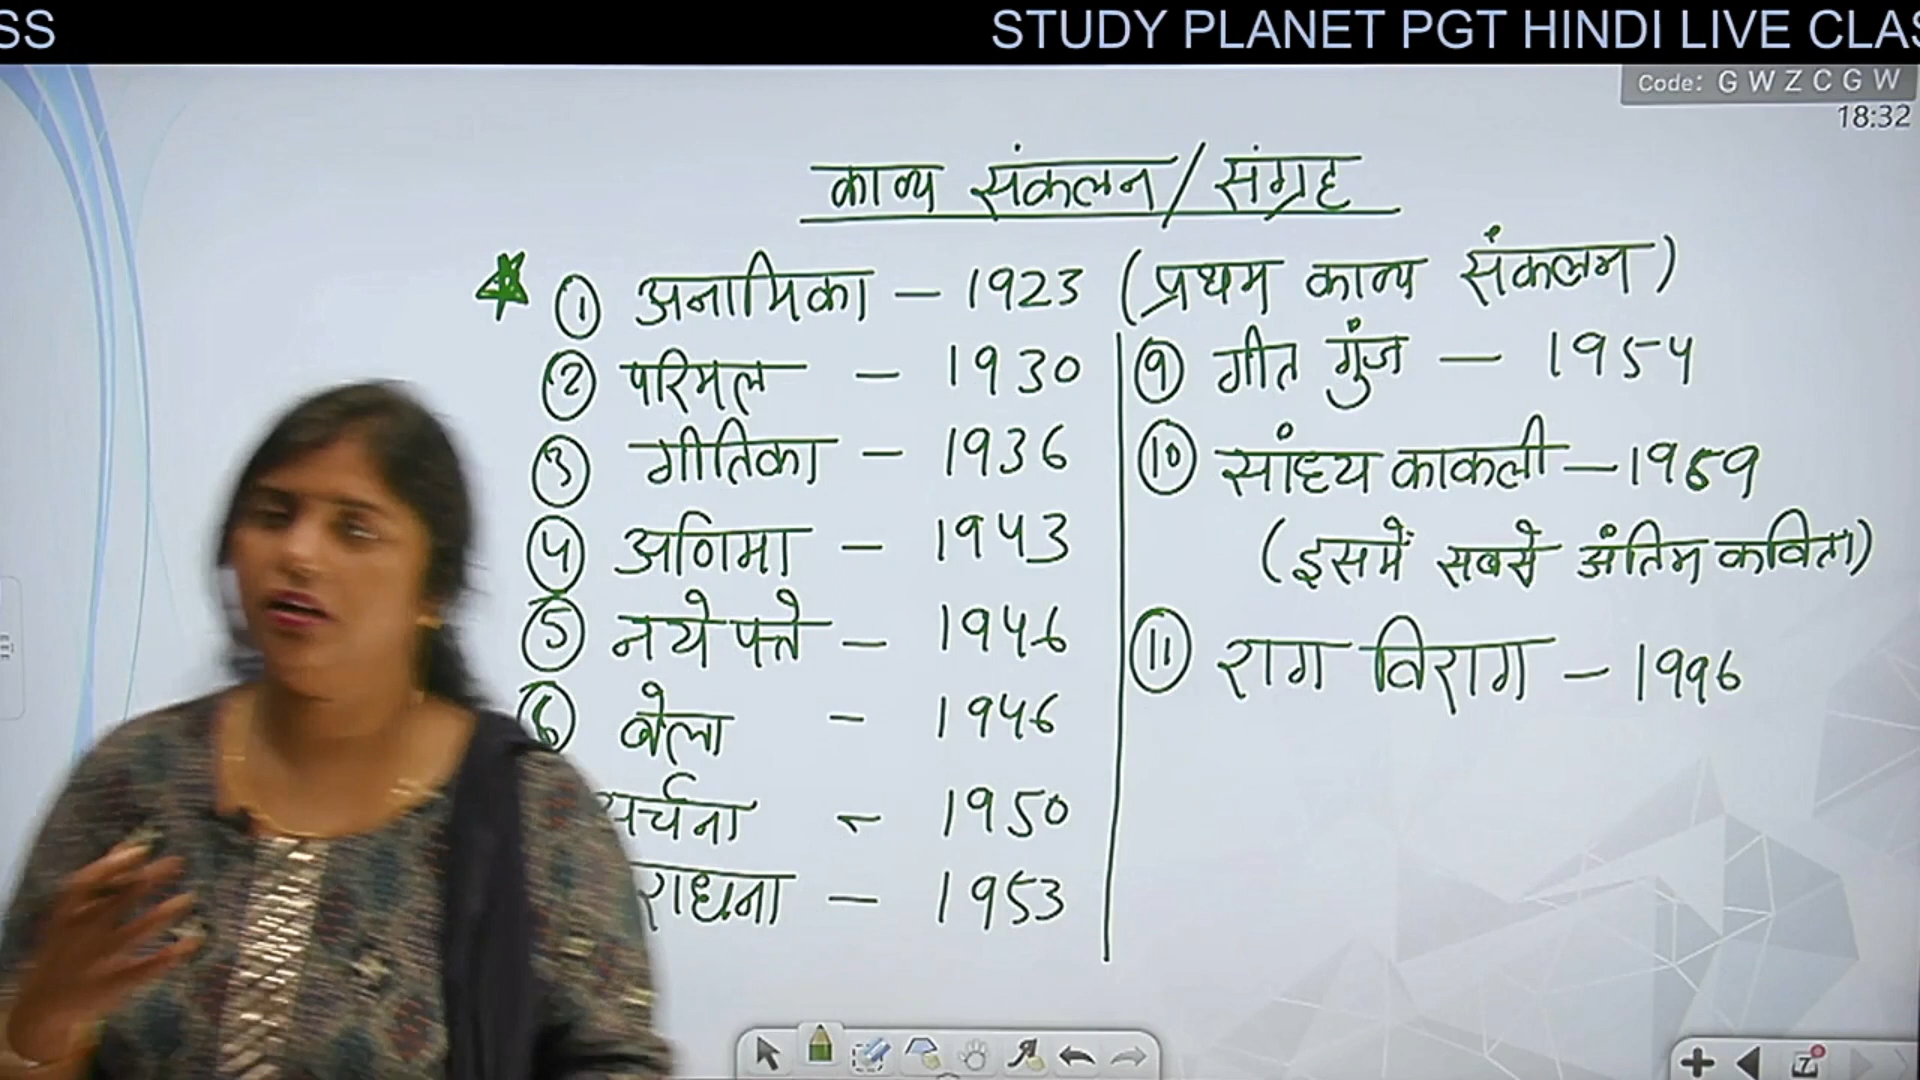 SS STUDY PLANET PGT HINDI LIVE CLAS
Code: GWZCGW
18:32
काव्य संकलन/संग्रह
① अनामिका – 1923 (प्रथम काव्य संकलन)
② परिमल – 1930
③ गीतिका – 1936
④ अणिमा – 1943
⑤ नये पत्ते – 1946
⑥ बेला – 1946
र्चना – 1950
राधना – 1953
⑨ गीत गुंज – 1954
⑩ सांध्य काकली – 1969
(इसमें सबसे अंतिम कविता)
⑪ राग विराग – 1996